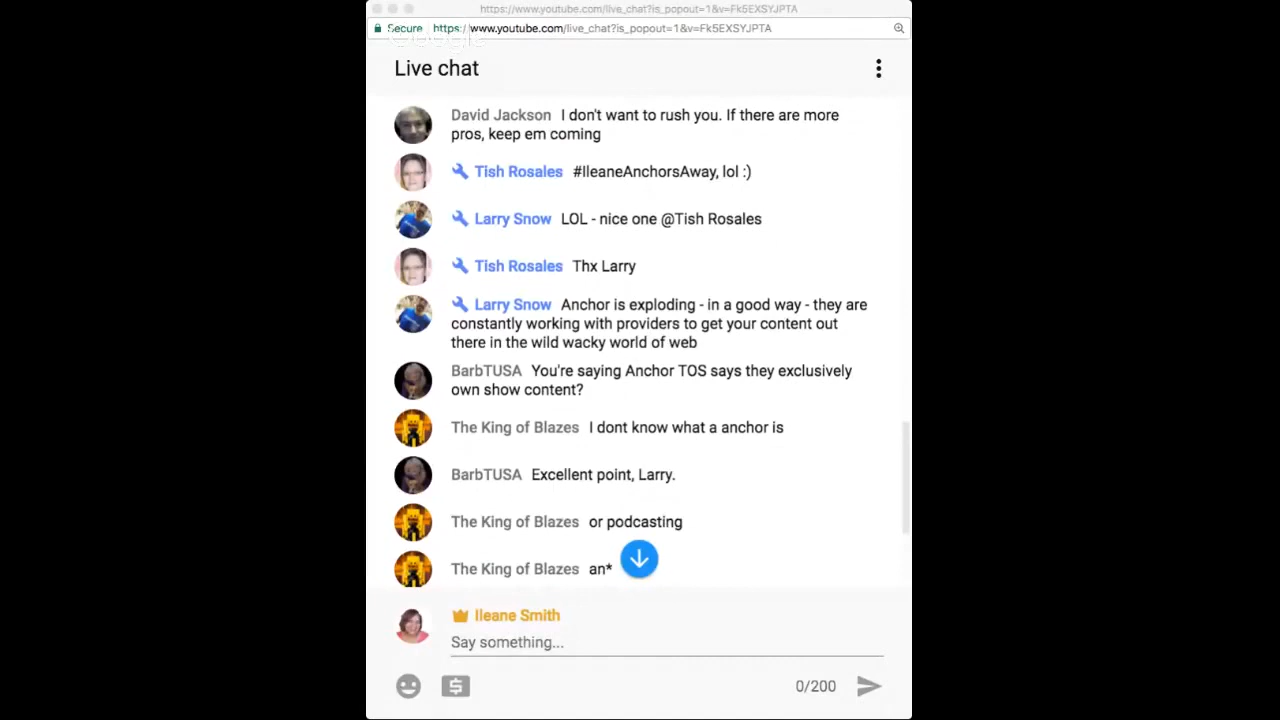 https://www.youtube.com/live_chat?is_popout=1&v=Fk5EXSYJPTA
Secure https://www.youtube.com/live_chat?is_popout=1&v=Fk5EXSYJPTA
Google
Live chat
David Jackson I don't want to rush you. If there are more
pros, keep em coming
Tish Rosales #IleaneAnchorsAway, lol :)
Larry Snow LOL - nice one @Tish Rosales
Tish Rosales Thx Larry
Larry Snow Anchor is exploding - in a good way - they are
constantly working with providers to get your content out
there in the wild wacky world of web
BarbTUSA You're saying Anchor TOS says they exclusively
own show content?
The King of Blazes I dont know what a anchor is
BarbTUSA Excellent point, Larry.
The King of Blazes or podcasting
The King of Blazes an*
Ileane Smith
Say something...
0/200